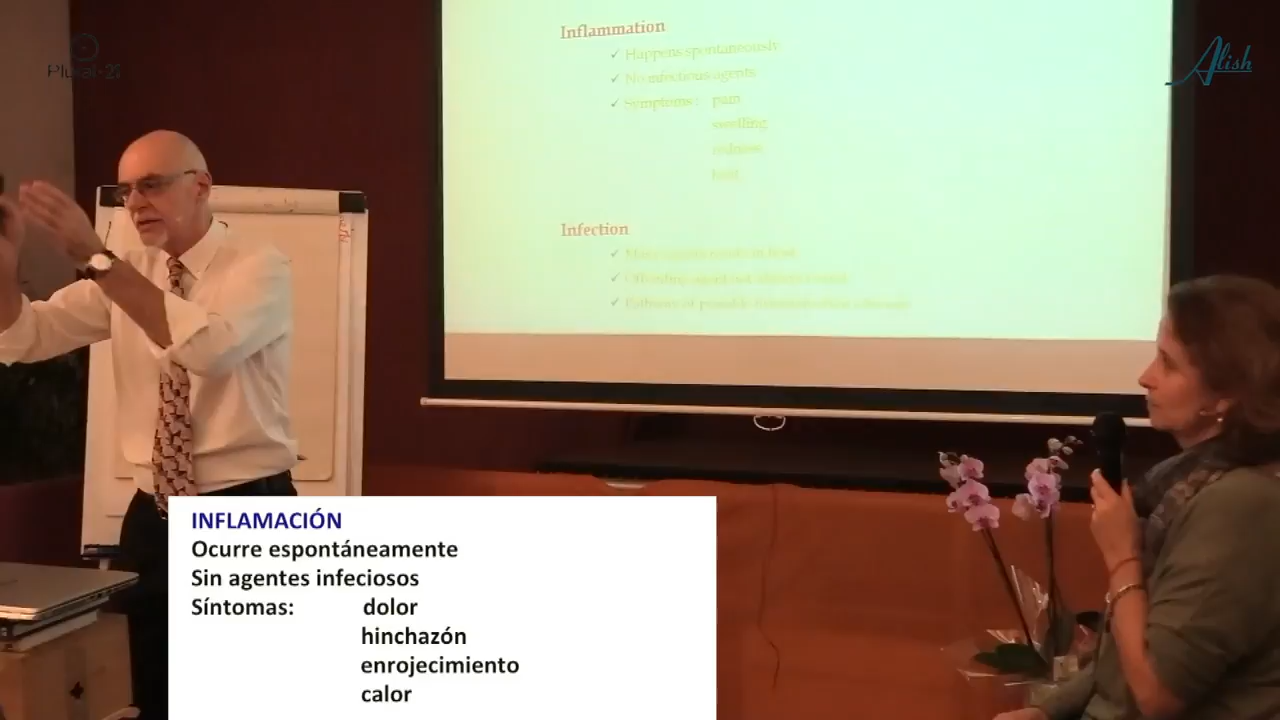 Plural-21
Alish
Inflammation
✓ Happens spontaneously
✓ No infectious agents
✓ Symptoms : pain
swelling
redness
heat
Infection
INFLAMACIÓN
Ocurre espontáneamente
Sin agentes infeciosos
Síntomas: dolor
hinchazón
enrojecimiento
calor